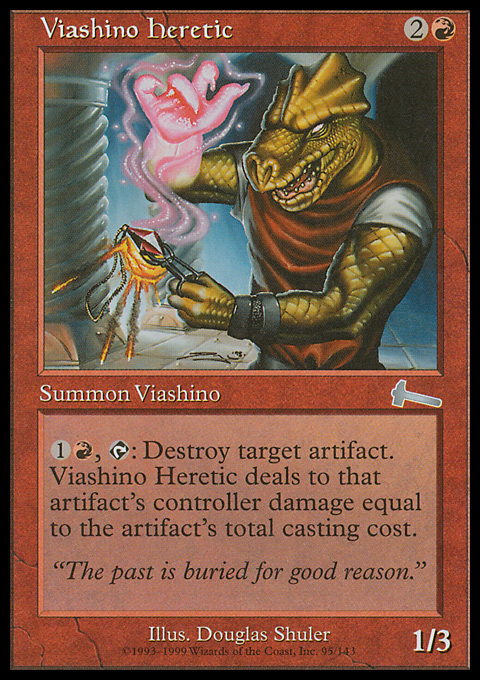 Viashino Heretic 2
Summon Viashino
1, : Destroy target artifact.
Viashino Heretic deals to that
artifact's controller damage equal
to the artifact's total casting cost.
“The past is buried for good reason.”
Illus. Douglas Shuler
©1993–1999 Wizards of the Coast, Inc. 95/143
1/3